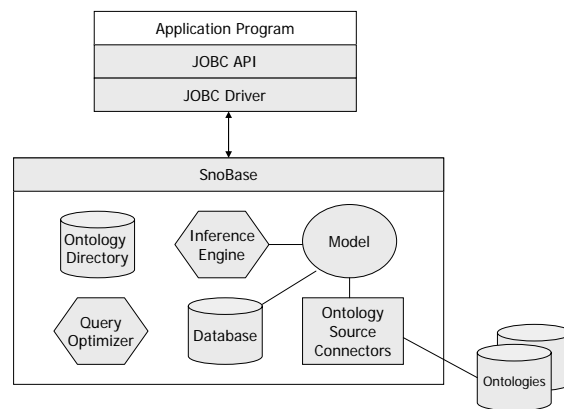 Application Program
JOBC API
JOBC Driver
SnoBase
Ontology
Directory
Inference
Engine
Model
Query
Optimizer
Database
Ontology
Source
Connectors
Ontologies